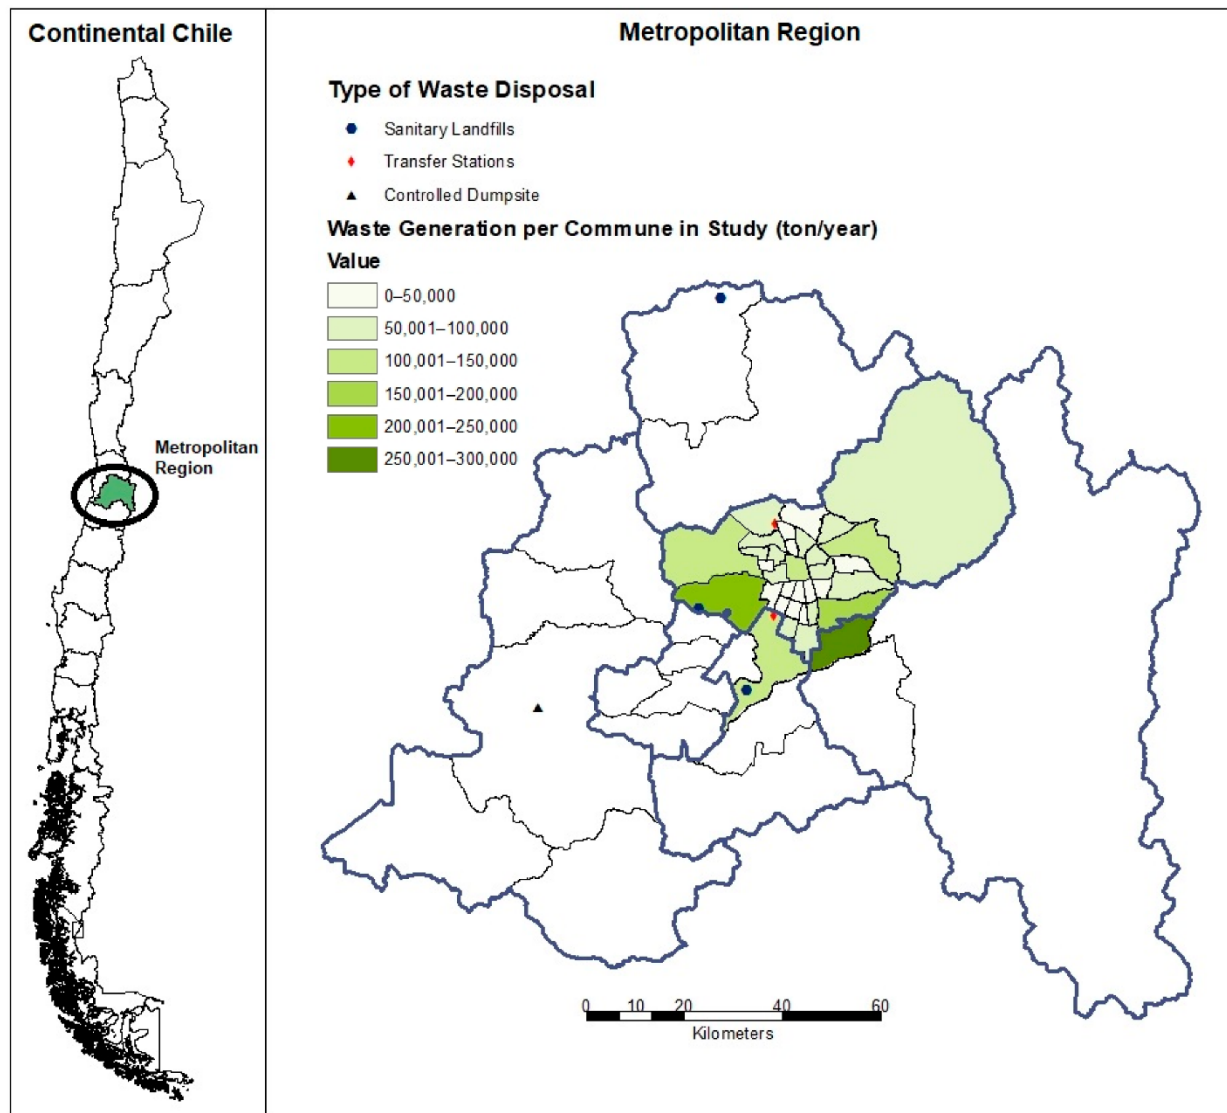 Continental Chile
Metropolitan Region
Type of Waste Disposal
Sanitary Landfills
Transfer Stations
Controlled Dumpsite
Waste Generation per Commune in Study (ton/year)
Value
0–50,000
50,001–100,000
100,001–150,000
150,001–200,000
200,001–250,000
250,001–300,000
Metropolitan
Region
0 10 20 40 60
Kilometers